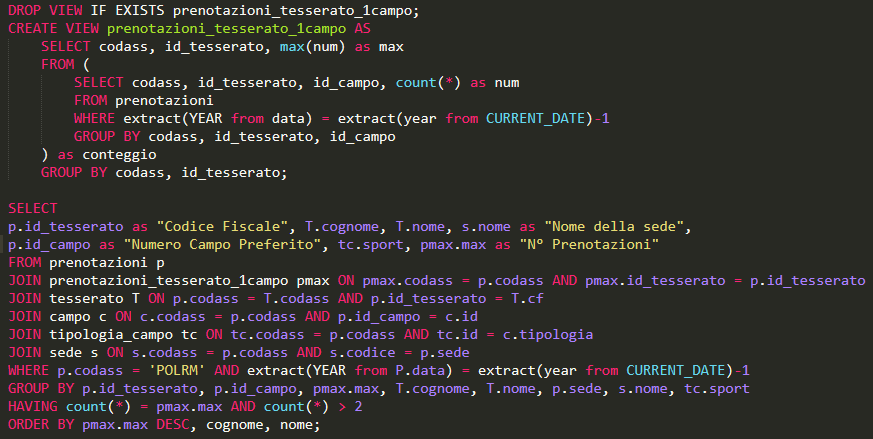 DROP VIEW IF EXISTS prenotazioni_tesserato_1campo;
CREATE VIEW prenotazioni_tesserato_1campo AS
    SELECT codass, id_tesserato, max(num) as max
    FROM (
        SELECT codass, id_tesserato, id_campo, count(*) as num
        FROM prenotazioni
        WHERE extract(YEAR from data) = extract(year from CURRENT_DATE)-1
        GROUP BY codass, id_tesserato, id_campo
    ) as conteggio
    GROUP BY codass, id_tesserato;

SELECT
p.id_tesserato as "Codice Fiscale", T.cognome, T.nome, s.nome as "Nome della sede",
p.id_campo as "Numero Campo Preferito", tc.sport, pmax.max as "Nº Prenotazioni"
FROM prenotazioni p
JOIN prenotazioni_tesserato_1campo pmax ON pmax.codass = p.codass AND pmax.id_tesserato = p.id_tesserato
JOIN tesserato T ON p.codass = T.codass AND p.id_tesserato = T.cf
JOIN campo c ON c.codass = p.codass AND p.id_campo = c.id
JOIN tipologia_campo tc ON tc.codass = p.codass AND tc.id = c.tipologia
JOIN sede s ON s.codass = p.codass AND s.codice = p.sede
WHERE p.codass = 'POLRM' AND extract(YEAR from P.data) = extract(year from CURRENT_DATE)-1
GROUP BY p.id_tesserato, p.id_campo, pmax.max, T.cognome, T.nome, p.sede, s.nome, tc.sport
HAVING count(*) = pmax.max AND count(*) > 2
ORDER BY pmax.max DESC, cognome, nome;